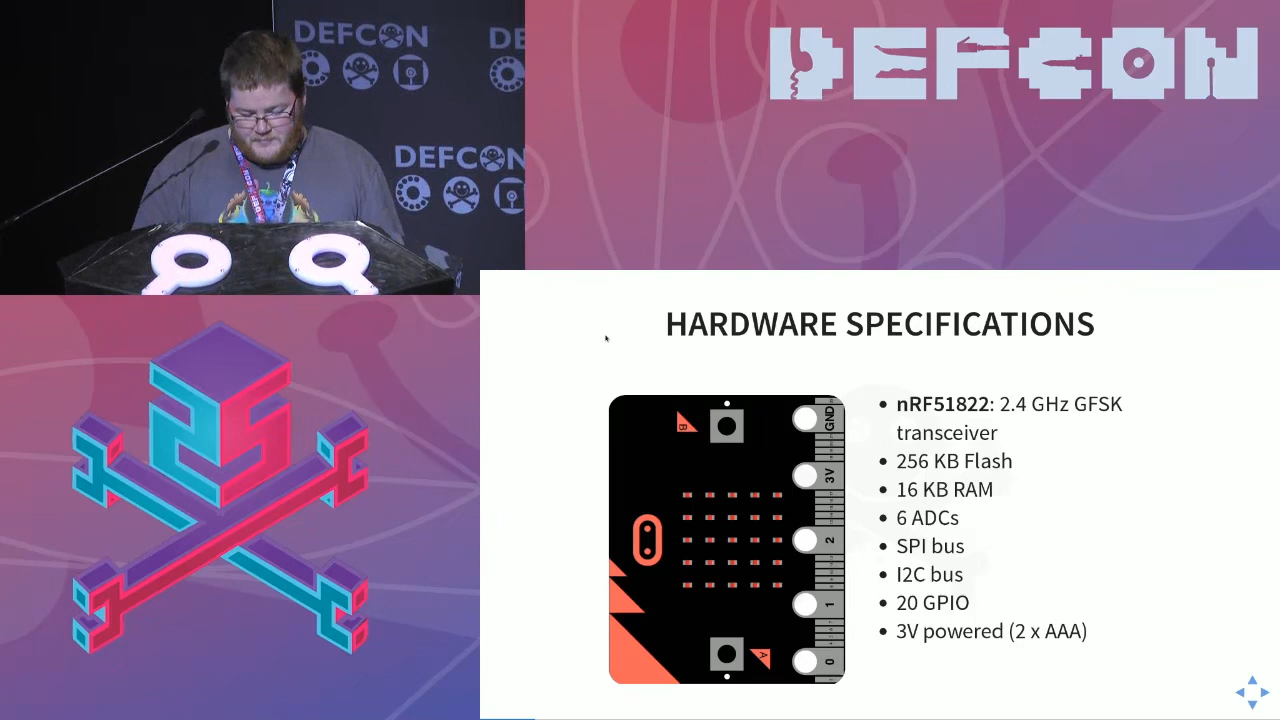 DEFCON
DE
DEFCON
DEFCON
HARDWARE SPECIFICATIONS
B
GND
3V
2
1
0
A
nRF51822: 2.4 GHz GFSK
transceiver
256 KB Flash
16 KB RAM
6 ADCs
SPI bus
I2C bus
20 GPIO
3V powered (2 x AAA)